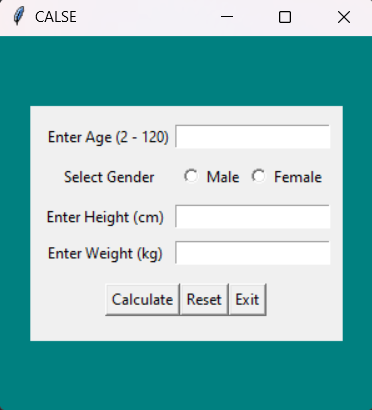 CALSE
Enter Age (2 - 120)
Select Gender Male Female
Enter Height (cm)
Enter Weight (kg)
Calculate Reset Exit